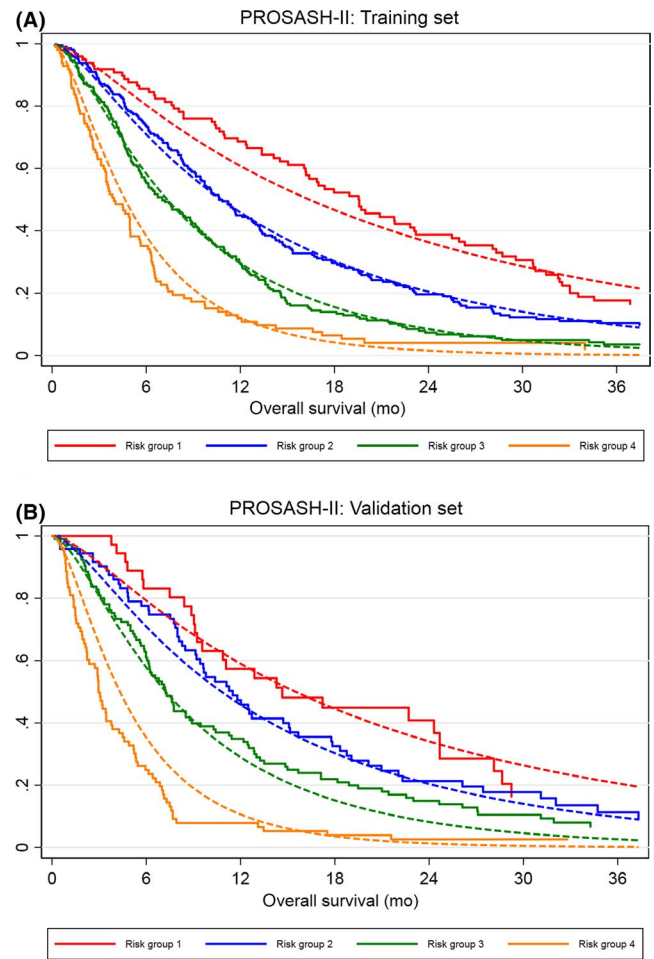 (A)
PROSASH-II: Training set
1
.8
.6
.4
.2
0
0 6 12 18 24 30 36
Overall survival (mo)
Risk group 1 Risk group 2 Risk group 3 Risk group 4
(B)
PROSASH-II: Validation set
1
.8
.6
.4
.2
0
0 6 12 18 24 30 36
Overall survival (mo)
Risk group 1 Risk group 2 Risk group 3 Risk group 4